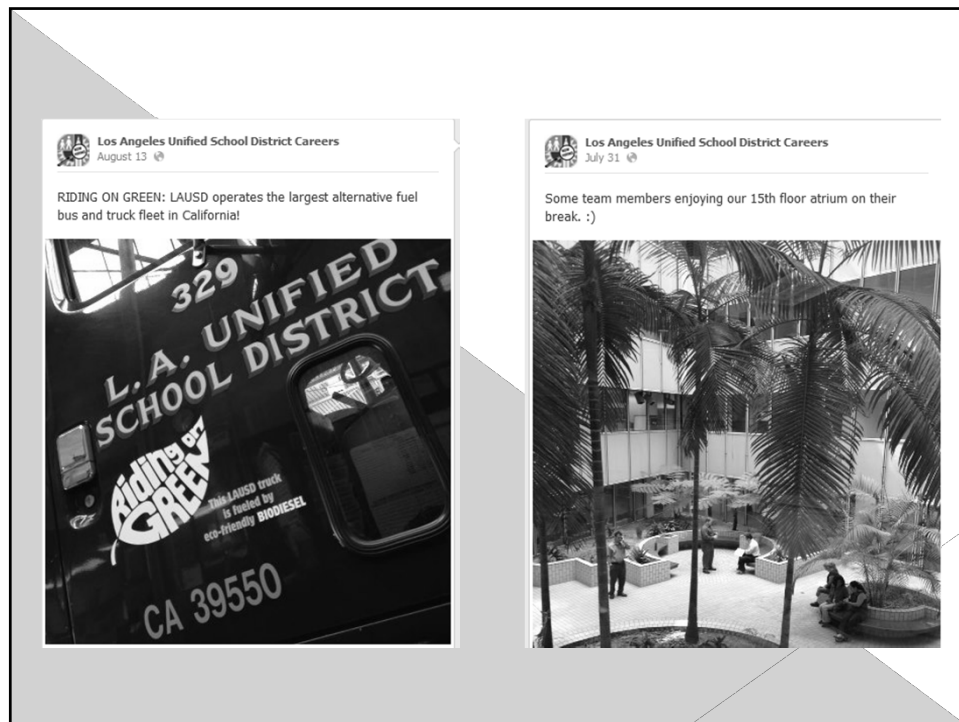 Los Angeles Unified School District Careers
August 13
RIDING ON GREEN: LAUSD operates the largest alternative fuel
bus and truck fleet in California!
329
L.A. UNIFIED
SCHOOL DISTRICT
Riding on
GREEN
This LAUSD truck
is fueled by
eco-friendly BIODIESEL
CA 39550
Los Angeles Unified School District Careers
July 31
Some team members enjoying our 15th floor atrium on their
break. :)